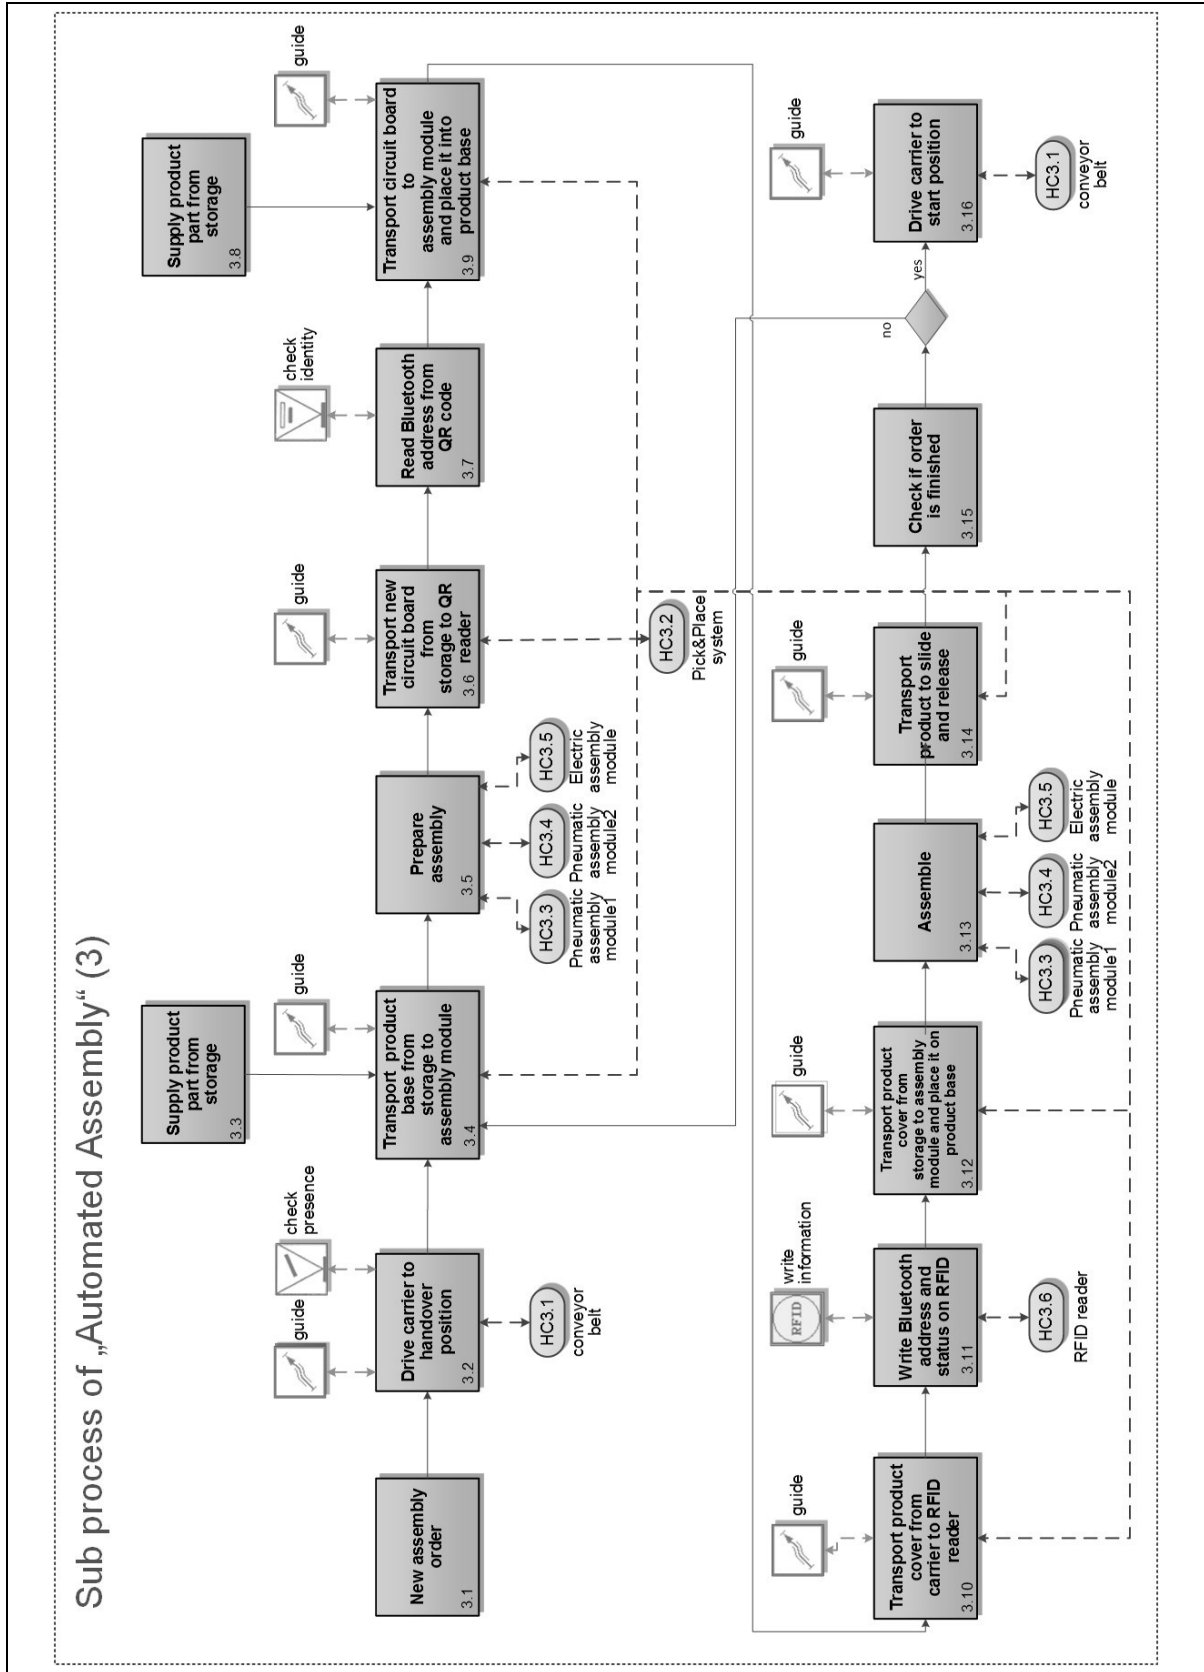 Sub process of „Automated Assembly“ (3)
Supply product
part from
storage
3.3
Supply product
part from
storage
3.8
guide
check
presence
guide
guide
check
identity
guide
New assembly
order
3.1
Drive carrier to
handover
position
3.2
Transport product
base from
storage to
assembly module
3.4
Prepare
assembly
3.5
Transport new
circuit board
from
storage to QR
reader
3.6
Read Bluetooth
address from
QR code
3.7
Transport circuit board
to
assembly module
and place it into
product base
3.9
HC3.1
conveyor
belt
HC3.3
Pneumatic
assembly
module1
HC3.4
Pneumatic
assembly
module2
HC3.5
Electric
assembly
module
HC3.2
Pick&Place
system
guide
RFID
write
information
guide
guide
guide
Transport product
cover from
carrier to RFID
reader
3.10
Write Bluetooth
address and
status on RFID
3.11
Transport product
cover from
storage to assembly
module and place it on
product base
3.12
Assemble
3.13
Transport
product to slide
and release
3.14
Check if order
is finished
3.15
no
yes
Drive carrier to
start position
3.16
HC3.6
RFID reader
HC3.3
Pneumatic
assembly
module1
HC3.4
Pneumatic
assembly
module2
HC3.5
Electric
assembly
module
HC3.1
conveyor
belt